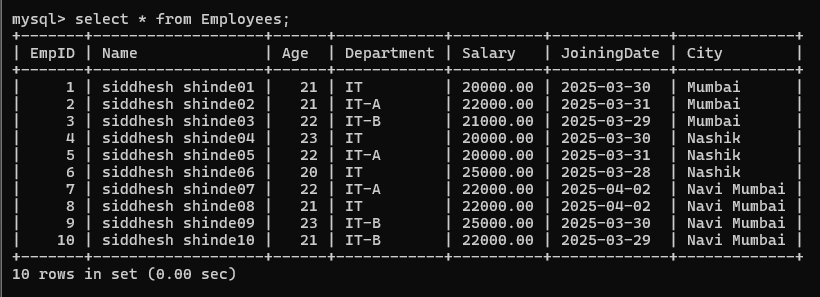 mysql> select * from Employees;
+-------+--------------------+------+------------+----------+-------------+-------------+
| EmpID | Name               | Age  | Department | Salary   | JoiningDate | City        |
+-------+--------------------+------+------------+----------+-------------+-------------+
|     1 | siddhesh shinde01 |   21 | IT         | 20000.00 | 2025-03-30  | Mumbai      |
|     2 | siddhesh shinde02 |   21 | IT-A       | 22000.00 | 2025-03-31  | Mumbai      |
|     3 | siddhesh shinde03 |   22 | IT-B       | 21000.00 | 2025-03-29  | Mumbai      |
|     4 | siddhesh shinde04 |   23 | IT         | 20000.00 | 2025-03-30  | Nashik      |
|     5 | siddhesh shinde05 |   22 | IT-A       | 20000.00 | 2025-03-31  | Nashik      |
|     6 | siddhesh shinde06 |   20 | IT         | 25000.00 | 2025-03-28  | Nashik      |
|     7 | siddhesh shinde07 |   22 | IT-A       | 22000.00 | 2025-04-02  | Navi Mumbai |
|     8 | siddhesh shinde08 |   21 | IT         | 22000.00 | 2025-04-02  | Navi Mumbai |
|     9 | siddhesh shinde09 |   23 | IT-B       | 25000.00 | 2025-03-30  | Navi Mumbai |
|    10 | siddhesh shinde10 |   21 | IT-B       | 22000.00 | 2025-03-29  | Navi Mumbai |
+-------+--------------------+------+------------+----------+-------------+-------------+
10 rows in set (0.00 sec)